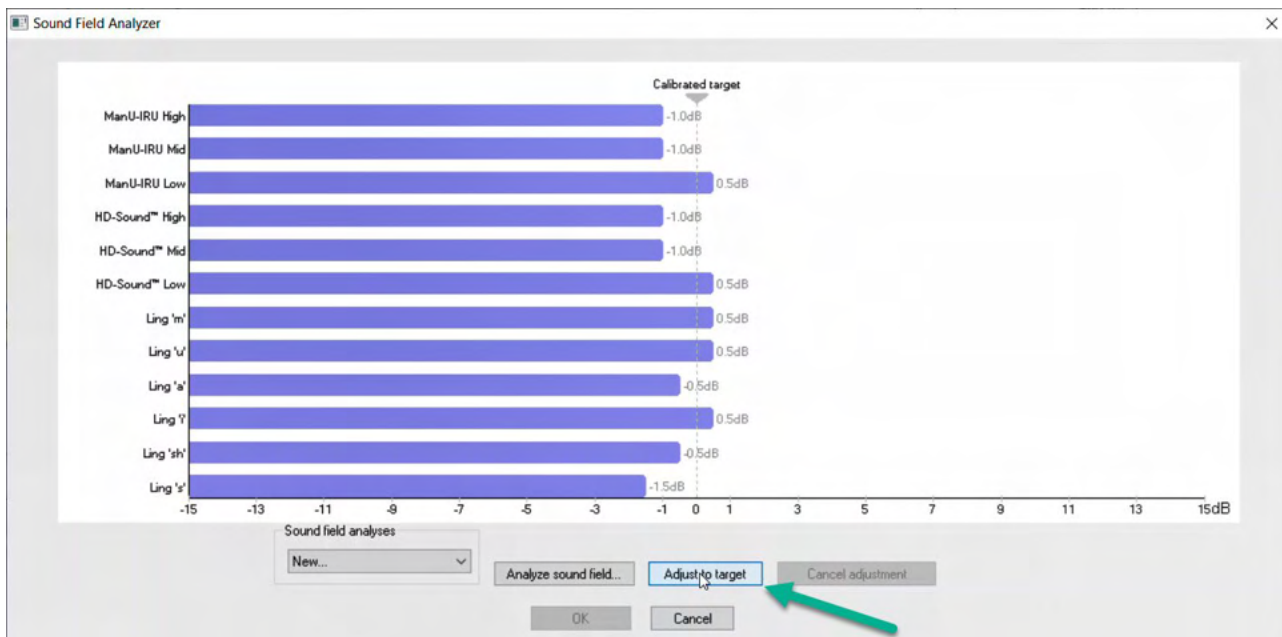 Sound Field Analyzer
Calibrated target
ManU-IRU High -1.0dB
ManU-IRU Mid -1.0dB
ManU-IRU Low 0.5dB
HD-Sound™ High -1.0dB
HD-Sound™ Mid -1.0dB
HD-Sound™ Low 0.5dB
Ling 'm' 0.5dB
Ling 'u' 0.5dB
Ling 'a' -0.5dB
Ling 'i' 0.5dB
Ling 'sh' -0.5dB
Ling 's' -1.5dB
-15 -13 -11 -9 -7 -5 -3 -1 0 1 3 5 7 9 11 13 15dB
Sound field analyses
New... Analyze sound field... Adjust to target Cancel adjustment
OK Cancel